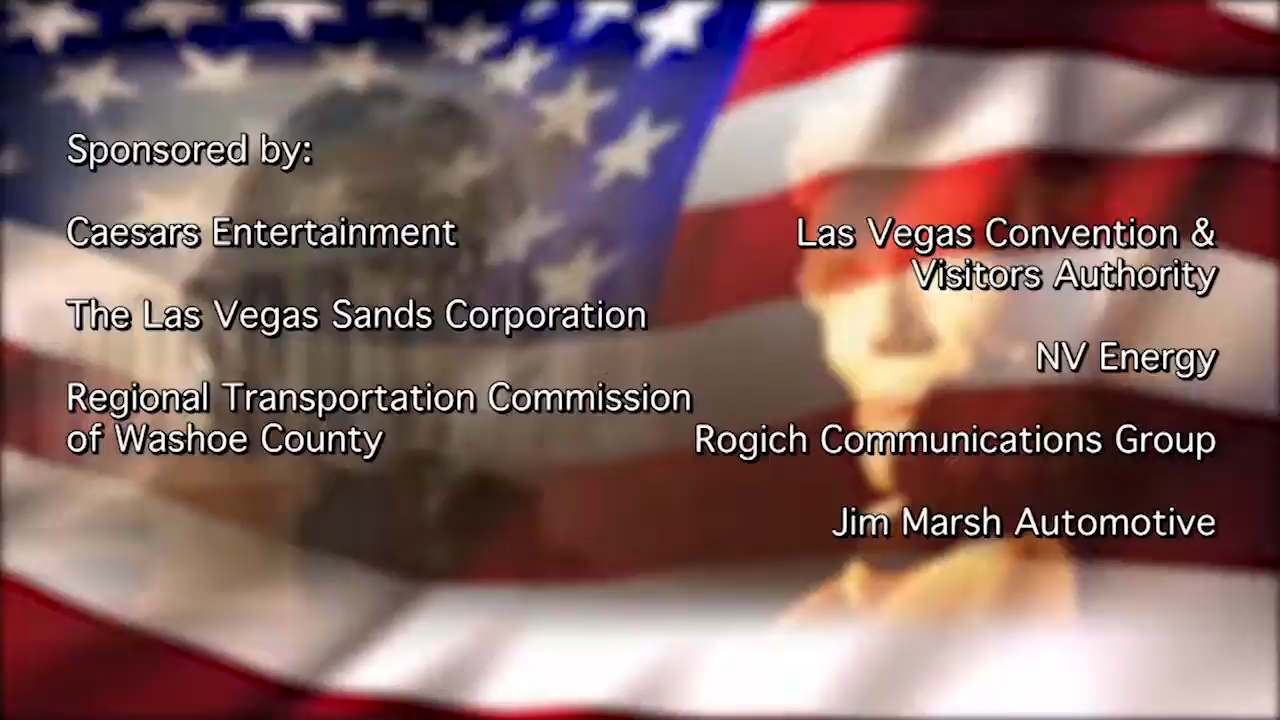 Sponsored by:
Caesars Entertainment
The Las Vegas Sands Corporation
Regional Transportation Commission
of Washoe County
Las Vegas Convention &
Visitors Authority
NV Energy
Rogich Communications Group
Jim Marsh Automotive